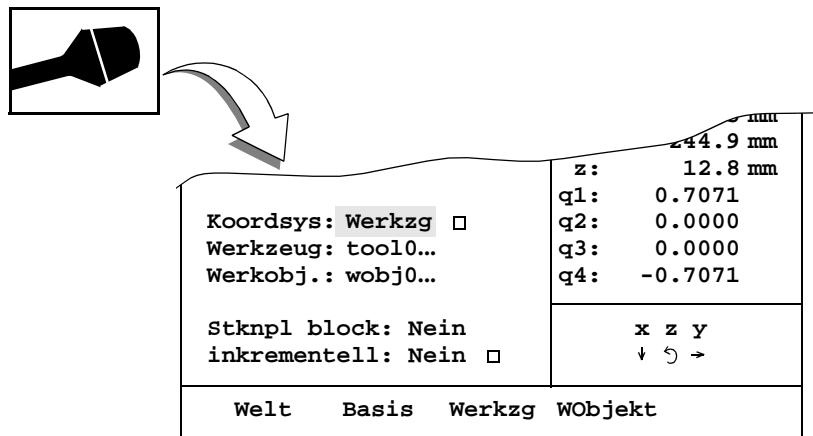 mm
244.9 mm
z: 12.8 mm
q1: 0.7071
Koordsys: Werkzg
q2: 0.0000
Werkzeug: tool0...
q3: 0.0000
Werkobj.: wobj0...
q4: -0.7071
Stknpl block: Nein
x z y
inkrementell: Nein
Welt Basis Werkzg WObjekt